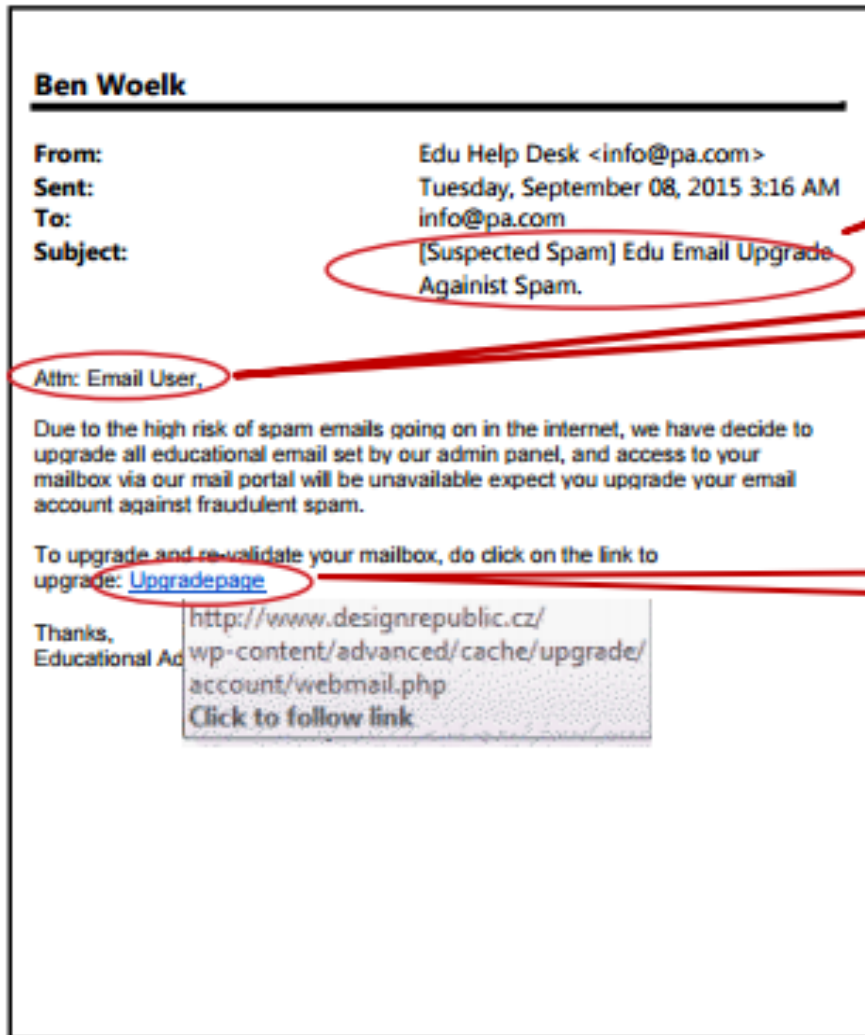 Ben Woelk
From: Edu Help Desk <info@pa.com>
Sent: Tuesday, September 08, 2015 3:16 AM
To: info@pa.com
Subject: [Suspected Spam] Edu Email Upgrade
Againist Spam.
Attn: Email User,
Due to the high risk of spam emails going on in the internet, we have decide to
upgrade all educational email set by our admin panel, and access to your
mailbox via our mail portal will be unavailable expect you upgrade your email
account against fraudulent spam.
To upgrade and re-validate your mailbox, do click on the link to
upgrade: Upgradepage
Thanks,
Educational Ad
http://www.designrepublic.cz/
wp-content/advanced/cache/upgrade/
account/webmail.php
Click to follow link